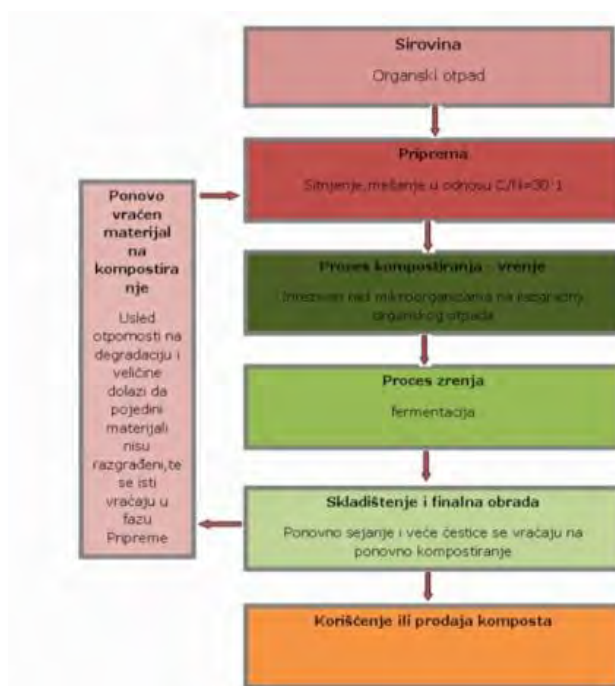 Sirovina
Organski otpad
Priprema
Sitnjenje,mešanje u odnosu C/N=30:1
Ponovo
vraćen
materijal
na
kompostira
nje
Usled
otpornosti na
degradaciju i
veličine
dolazi da
pojedini
materijali
nisu
razgrađeni,te
se isti
vraćaju u
fazu
Pripreme
Proces kompostiranja - vrenje
Intezivan rad mikroorganizama na razgradnji
organskog otpada
Proces zrenja
fermentacija
Skladištenje i finalna obrada
Ponovno sejanje i veće čestice se vraćaju na
ponovno kompostiranje
Korišćenje ili prodaja komposta